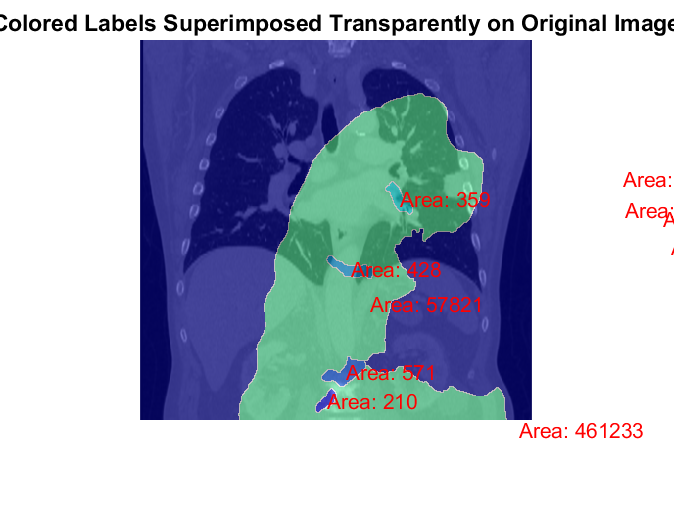 Colored Labels Superimposed Transparently on Original Image
Area:
Area: 359
Area:
Area: 428
Area: 57821
Area: 571
Area: 210
Area: 461233